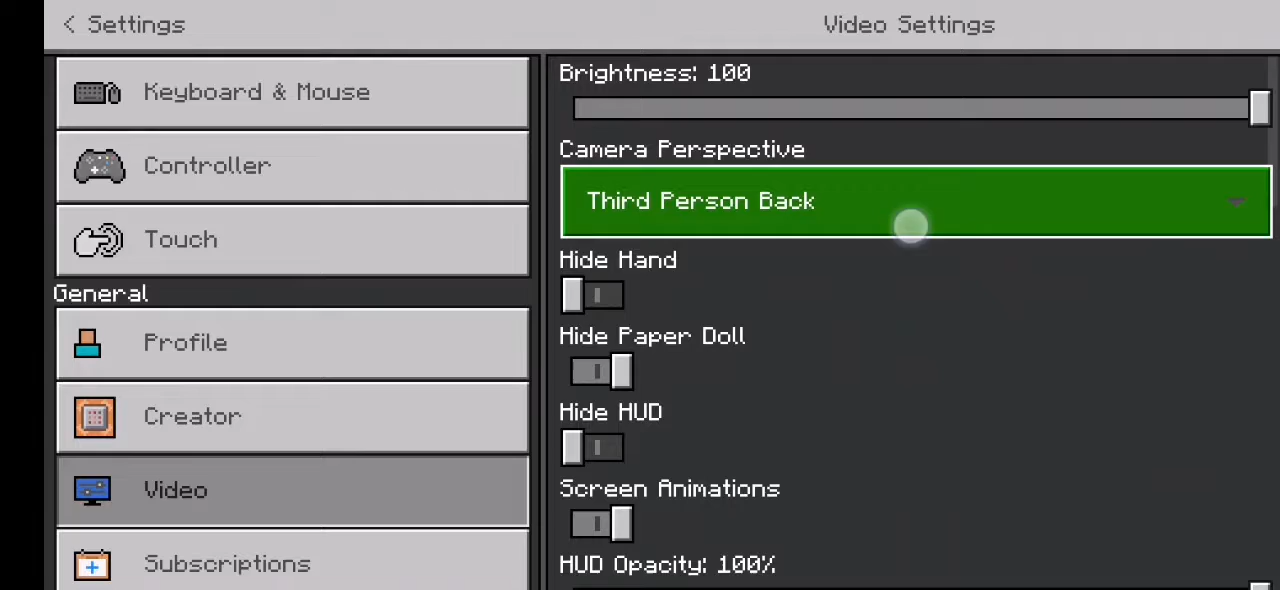 Settings
Video Settings
Keyboard & Mouse
Controller
Touch
General
Profile
Creator
Video
Subscriptions
Brightness: 100
Camera Perspective
Third Person Back
Hide Hand
Hide Paper Doll
Hide HUD
Screen Animations
HUD Opacity: 100%